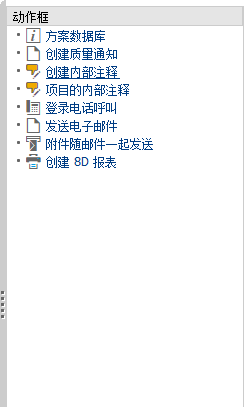 动作框
方案数据库
创建质量通知
创建内部注释
项目的内部注释
登录电话呼叫
发送电子邮件
附件随邮件一起发送
创建 8D 报表